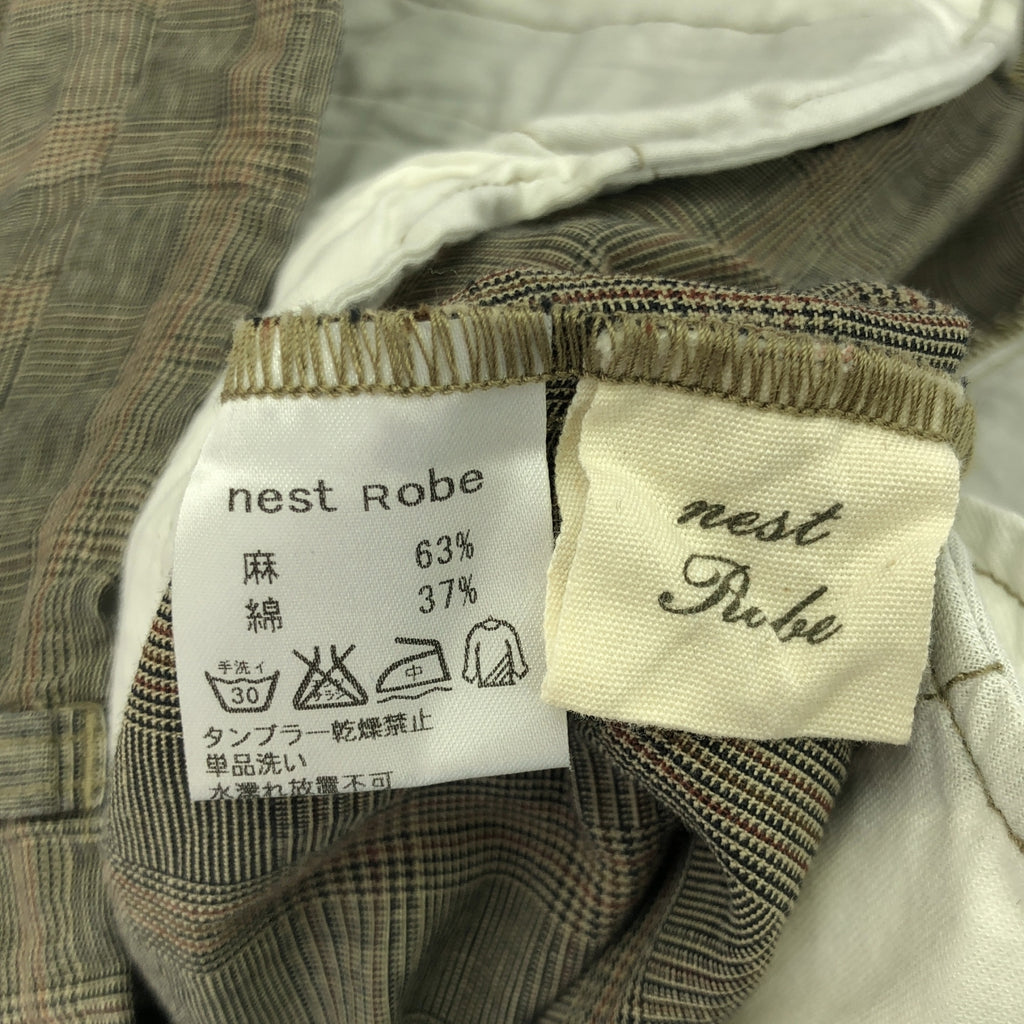 nest Robe
麻 63%
綿 37%
手洗イ
30
中
タンブラー乾燥禁止
単品洗い
水濡れ放置不可
nest
Robe